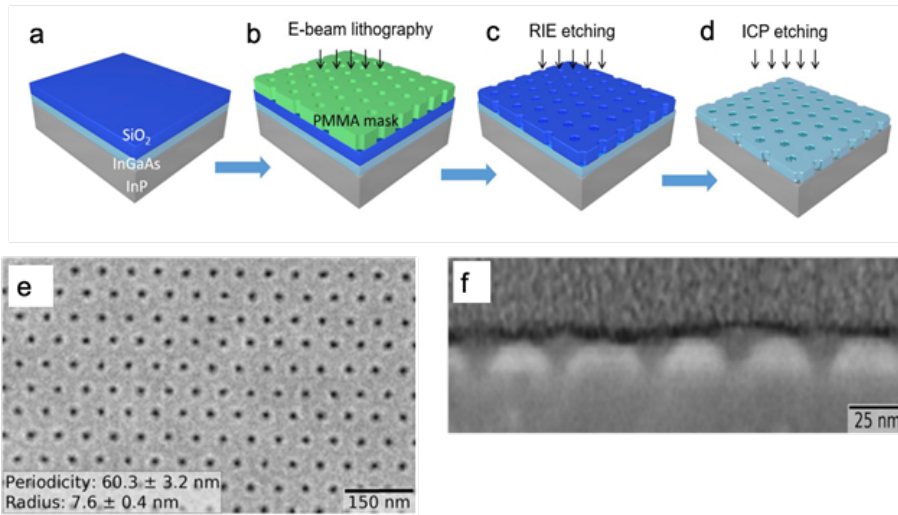 a
b
E-beam lithography
c
RIE etching
d
ICP etching
PMMA mask
SiO₂
InGaAs
InP
e
Periodicity: 60.3 ± 3.2 nm
Radius: 7.6 ± 0.4 nm
150 nm
f
25 nm